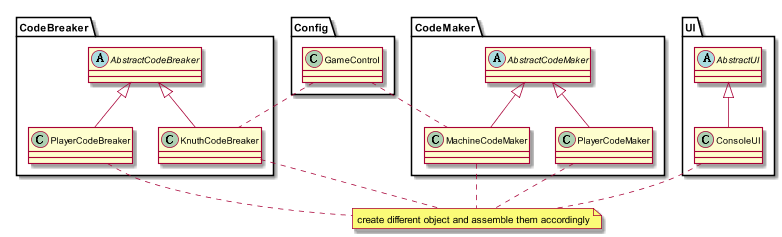 CodeBreaker
Config
CodeMaker
UI
A AbstractCodeBreaker
C GameControl
A AbstractCodeMaker
A AbstractUI
C PlayerCodeBreaker
C KnuthCodeBreaker
C MachineCodeMaker
C PlayerCodeMaker
C ConsoleUI
create different object and assemble them accordingly